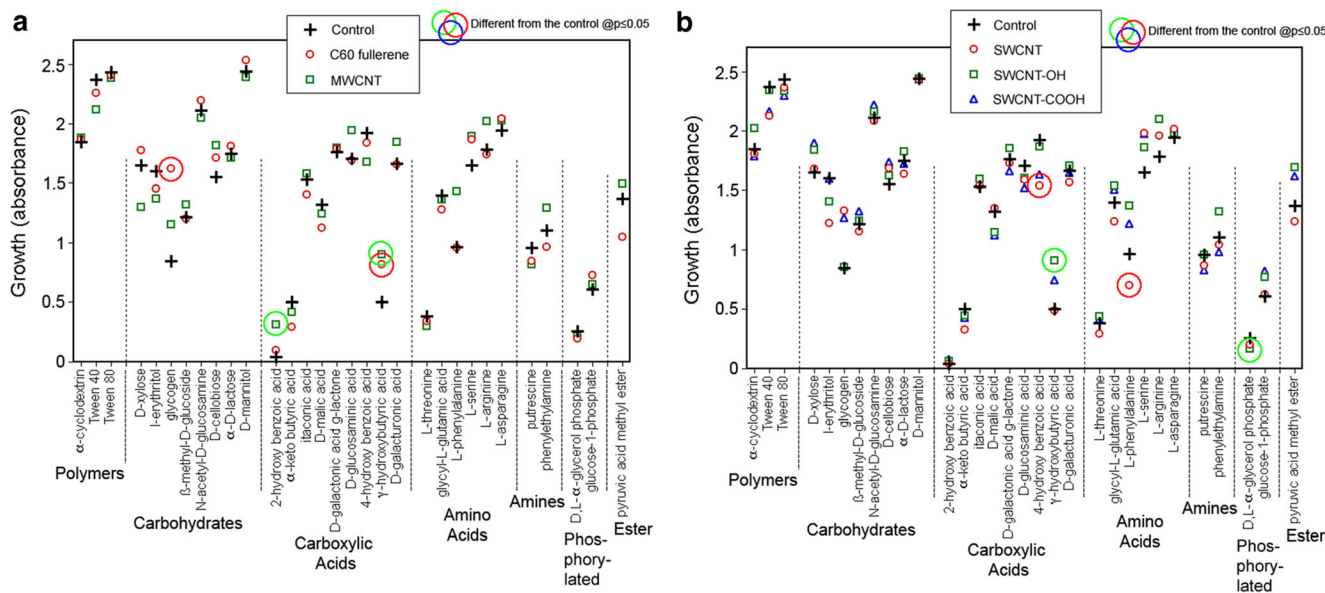 a
Control
C60 fullerene
MWCNT
Different from the control @p≤0.05
Growth (absorbance)
2.5
2
1.5
1
0.5
0
α-cyclodextrin
Tween 40
Tween 80
D-xylose
I-erythritol
glycogen
ß-methyl-D-glucoside
N-acetyl-D-glucosamine
D-cellobiose
α-D-lactose
D-mannitol
2-hydroxy benzoic acid
α-keto butyric acid
itaconic acid
D-malic acid
D-galactonic acid g-lactone
D-glucosaminic acid
4-hydroxy benzoic acid
γ-hydroxybutyric acid
D-galacturonic acid
L-threonine
glycyl-L-glutamic acid
L-phenylalanine
L-serine
L-arginine
L-asparagine
putrescine
phenylethylamine
D,L-α-glycerol phosphate
glucose-1-phosphate
pyruvic acid methyl ester
Polymers
Carbohydrates
Carboxylic
Acids
Amino
Acids
Amines
Phos-
phory-
lated
Ester
b
Control
SWCNT
SWCNT-OH
SWCNT-COOH
Different from the control @p≤0.05
Growth (absorbance)
2.5
2
1.5
1
0.5
0
α-cyclodextrin
Tween 40
Tween 80
D-xylose
I-erythritol
glycogen
ß-methyl-D-glucoside
N-acetyl-D-glucosamine
D-cellobiose
α-D-lactose
D-mannitol
2-hydroxy benzoic acid
α-keto butyric acid
itaconic acid
D-malic acid
D-galactonic acid g-lactone
D-glucosaminic acid
4-hydroxy benzoic acid
γ-hydroxybutyric acid
D-galacturonic acid
L-threonine
glycyl-L-glutamic acid
L-phenylalanine
L-serine
L-arginine
L-asparagine
putrescine
phenylethylamine
D,L-α-glycerol phosphate
glucose-1-phosphate
pyruvic acid methyl ester
Polymers
Carbohydrates
Carboxylic
Acids
Amino
Acids
Amines
Phos-
phory-
lated
Ester